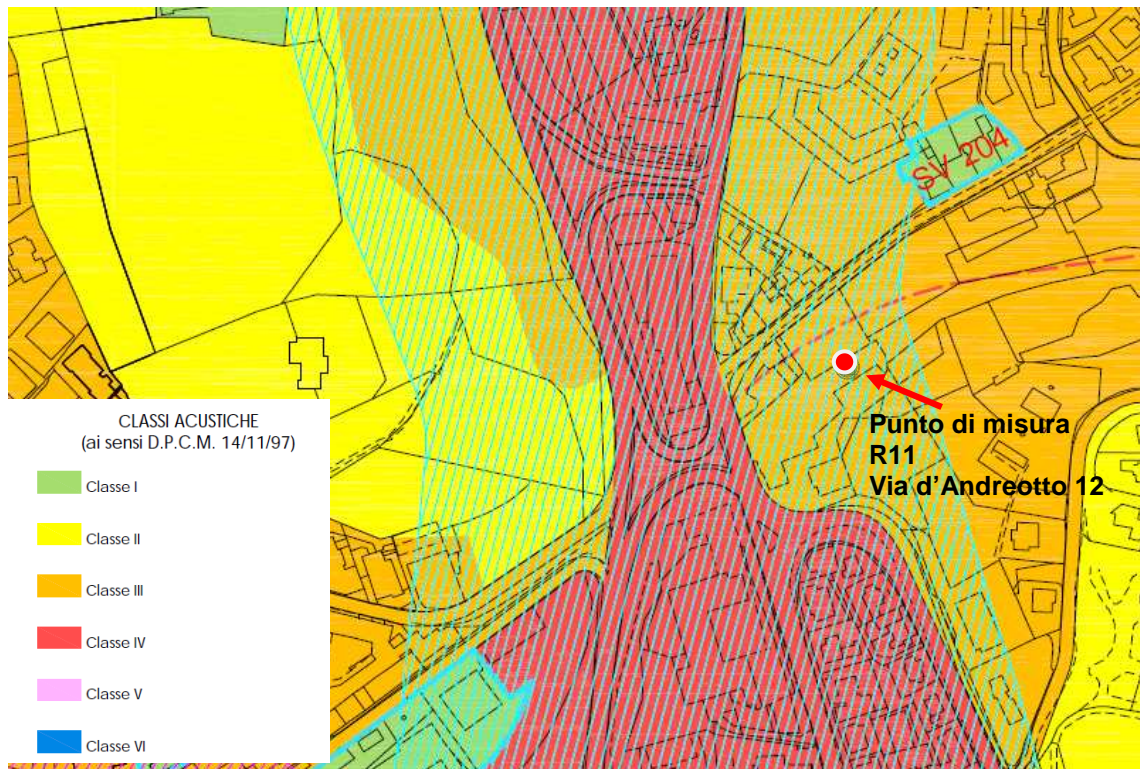 SV 204
Punto di misura
R11
Via d'Andreotto 12
CLASSI ACUSTICHE
(ai sensi D.P.C.M. 14/11/97)
Classe I
Classe II
Classe III
Classe IV
Classe V
Classe VI